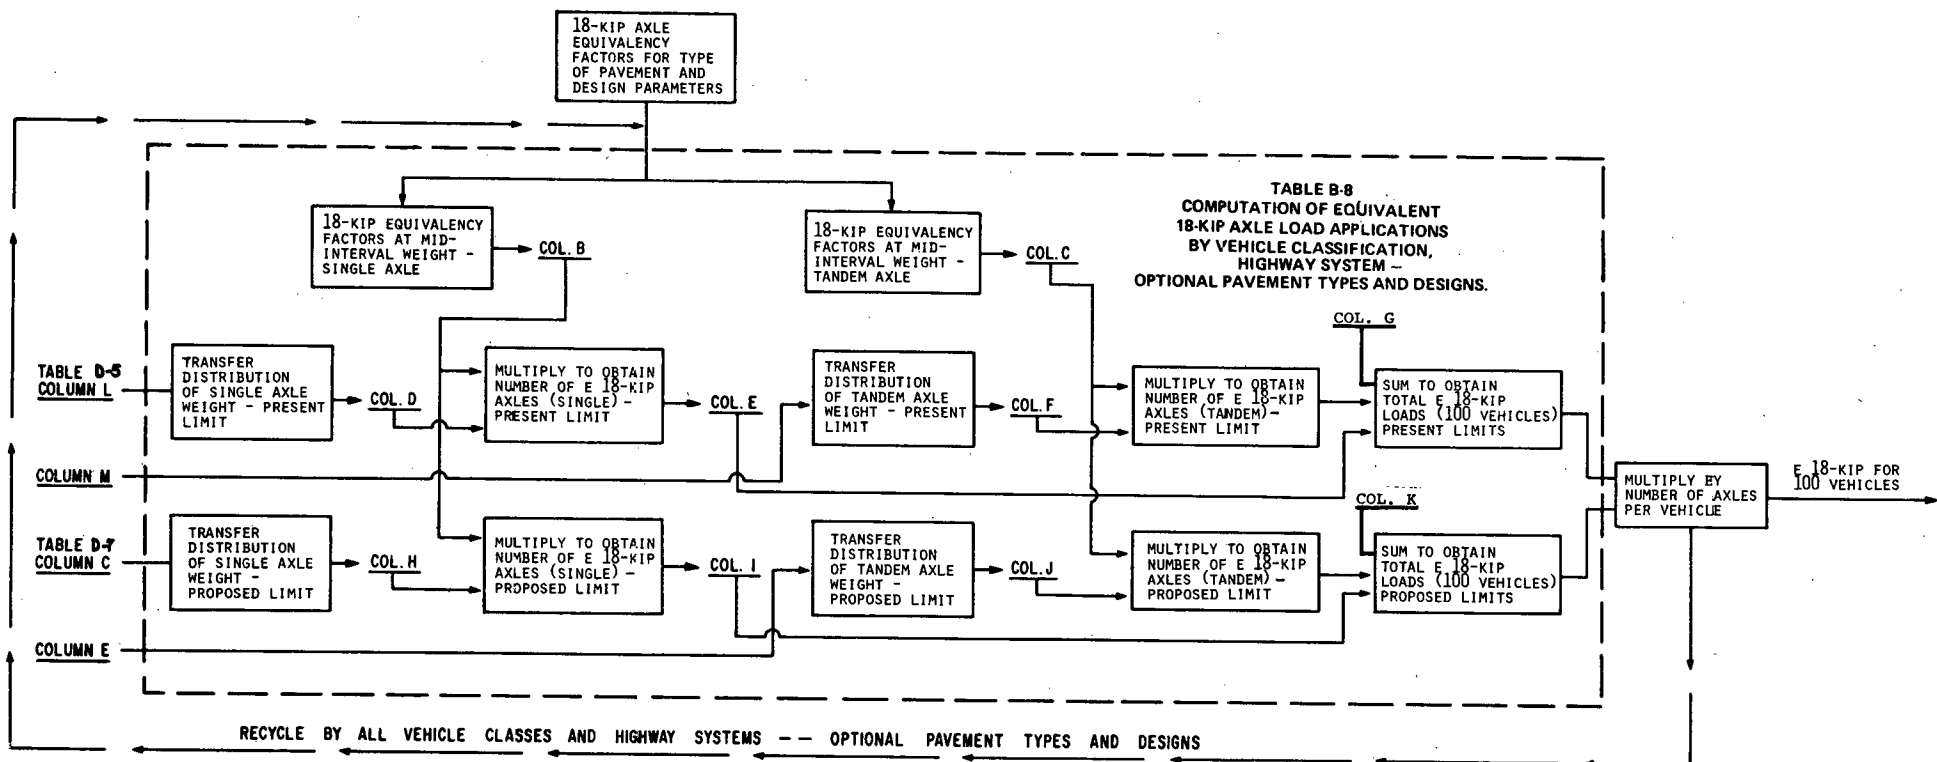 18-KIP AXLE
EQUIVALENCY
FACTORS FOR TYPE
OF PAVEMENT AND
DESIGN PARAMETERS
18-KIP EQUIVALENCY
FACTORS AT MID-
INTERVAL WEIGHT -
SINGLE AXLE
COL. B
18-KIP EQUIVALENCY
FACTORS AT MID-
INTERVAL WEIGHT -
TANDEM AXLE
COL. C
TABLE B-8
COMPUTATION OF EQUIVALENT
18-KIP AXLE LOAD APPLICATIONS
BY VEHICLE CLASSIFICATION,
HIGHWAY SYSTEM –
OPTIONAL PAVEMENT TYPES AND DESIGNS.
TABLE D-5
COLUMN L
TRANSFER
DISTRIBUTION
OF SINGLE AXLE
WEIGHT - PRESENT
LIMIT
COL. D
MULTIPLY TO OBTAIN
NUMBER OF E 18-KIP
AXLES (SINGLE) -
PRESENT LIMIT
COL. E
TRANSFER
DISTRIBUTION
OF TANDEM AXLE
WEIGHT - PRESENT
LIMIT
COL. F
MULTIPLY TO OBTAIN
NUMBER OF E 18-KIP
AXLES (TANDEM) -
PRESENT LIMIT
COL. G
SUM TO OBTAIN
TOTAL E 18-KIP
LOADS (100 VEHICLES)
PRESENT LIMITS
COLUMN M
MULTIPLY BY
NUMBER OF AXLES
PER VEHICLE
E 18-KIP FOR
100 VEHICLES
TABLE D-7
COLUMN C
TRANSFER
DISTRIBUTION
OF SINGLE AXLE
WEIGHT -
PROPOSED LIMIT
COL. H
MULTIPLY TO OBTAIN
NUMBER OF E 18-KIP
AXLES (SINGLE) -
PROPOSED LIMIT
COL. I
TRANSFER
DISTRIBUTION
OF TANDEM AXLE
WEIGHT -
PROPOSED LIMIT
COL. J
MULTIPLY TO OBTAIN
NUMBER OF E 18-KIP
AXLES (TANDEM) -
PROPOSED LIMIT
COL. K
SUM TO OBTAIN
TOTAL E 18-KIP
LOADS (100 VEHICLES)
PROPOSED LIMITS
COLUMN E
RECYCLE BY ALL VEHICLE CLASSES AND HIGHWAY SYSTEMS -- OPTIONAL PAVEMENT TYPES AND DESIGNS